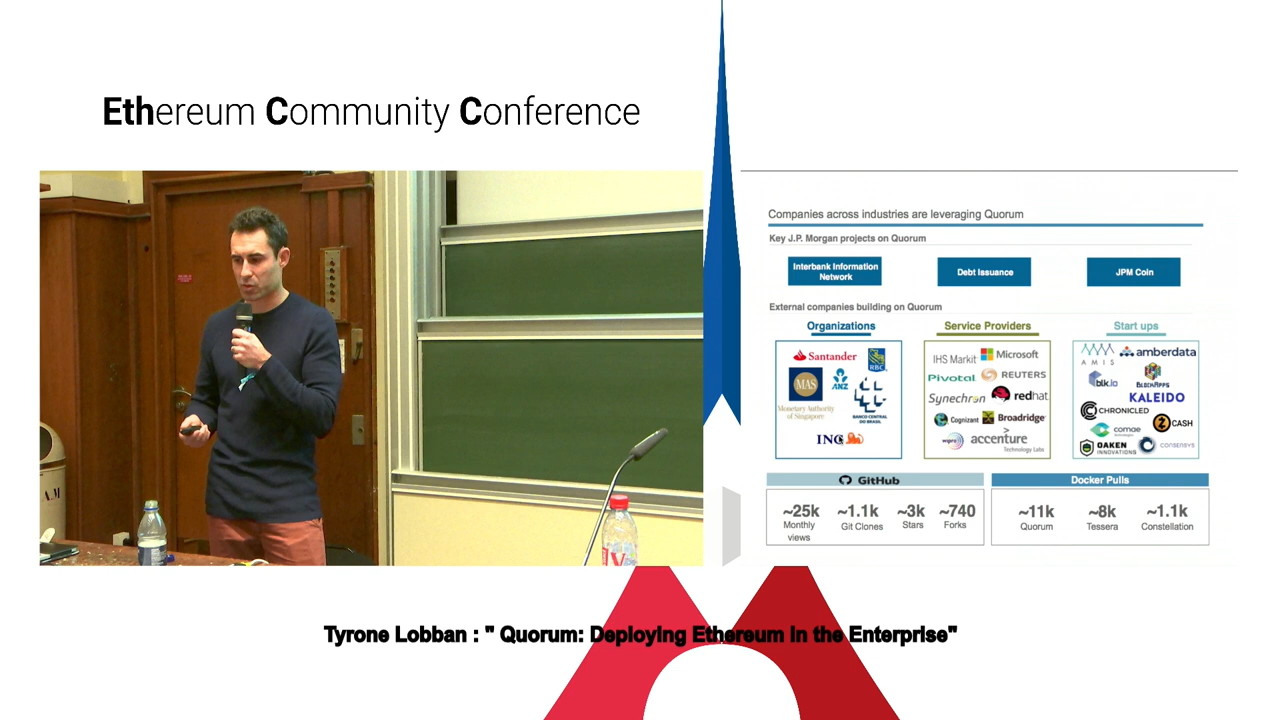 Ethereum Community Conference
Companies across industries are leveraging Quorum
Key J.P. Morgan projects on Quorum
Interbank Information
Network
Debt Issuance
JPM Coin
External companies building on Quorum
Organizations
Santander
RBC
MAS
ANZ
Monetary Authority
of Singapore
BANCO CENTRAL
DO BRASIL
ING
Service Providers
IHS Markit
Microsoft
Pivotal
REUTERS
Synechron
redhat
Cognizant
Broadridge
wipro
accenture
Technology Labs
Start ups
AMIS
amberdata
blk.io
BLOCKAPPS
KALEIDO
CHRONICLED
comae
ZCASH
OAKEN
INNOVATIONS
CONSENSYS
GitHub
~25k
Monthly
views
~1.1k
Git Clones
~3k
Stars
~740
Forks
Docker Pulls
~11k
Quorum
~8k
Tessera
~1.1k
Constellation
Tyrone Lobban : " Quorum: Deploying Ethereum in the Enterprise"